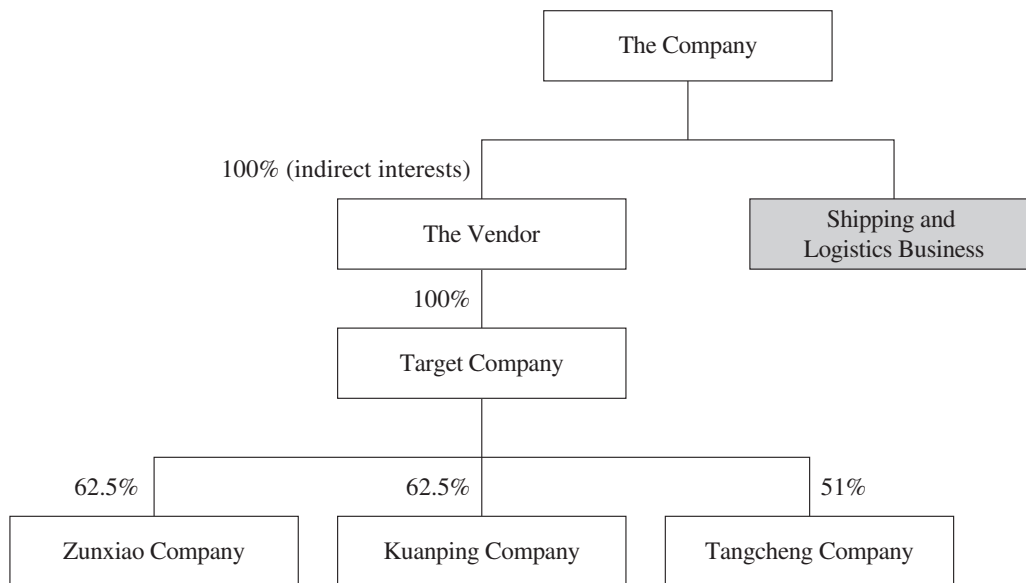 The Company
100% (indirect interests)
The Vendor
Shipping and
Logistics Business
100%
Target Company
62.5%
62.5%
51%
Zunxiao Company
Kuanping Company
Tangcheng Company